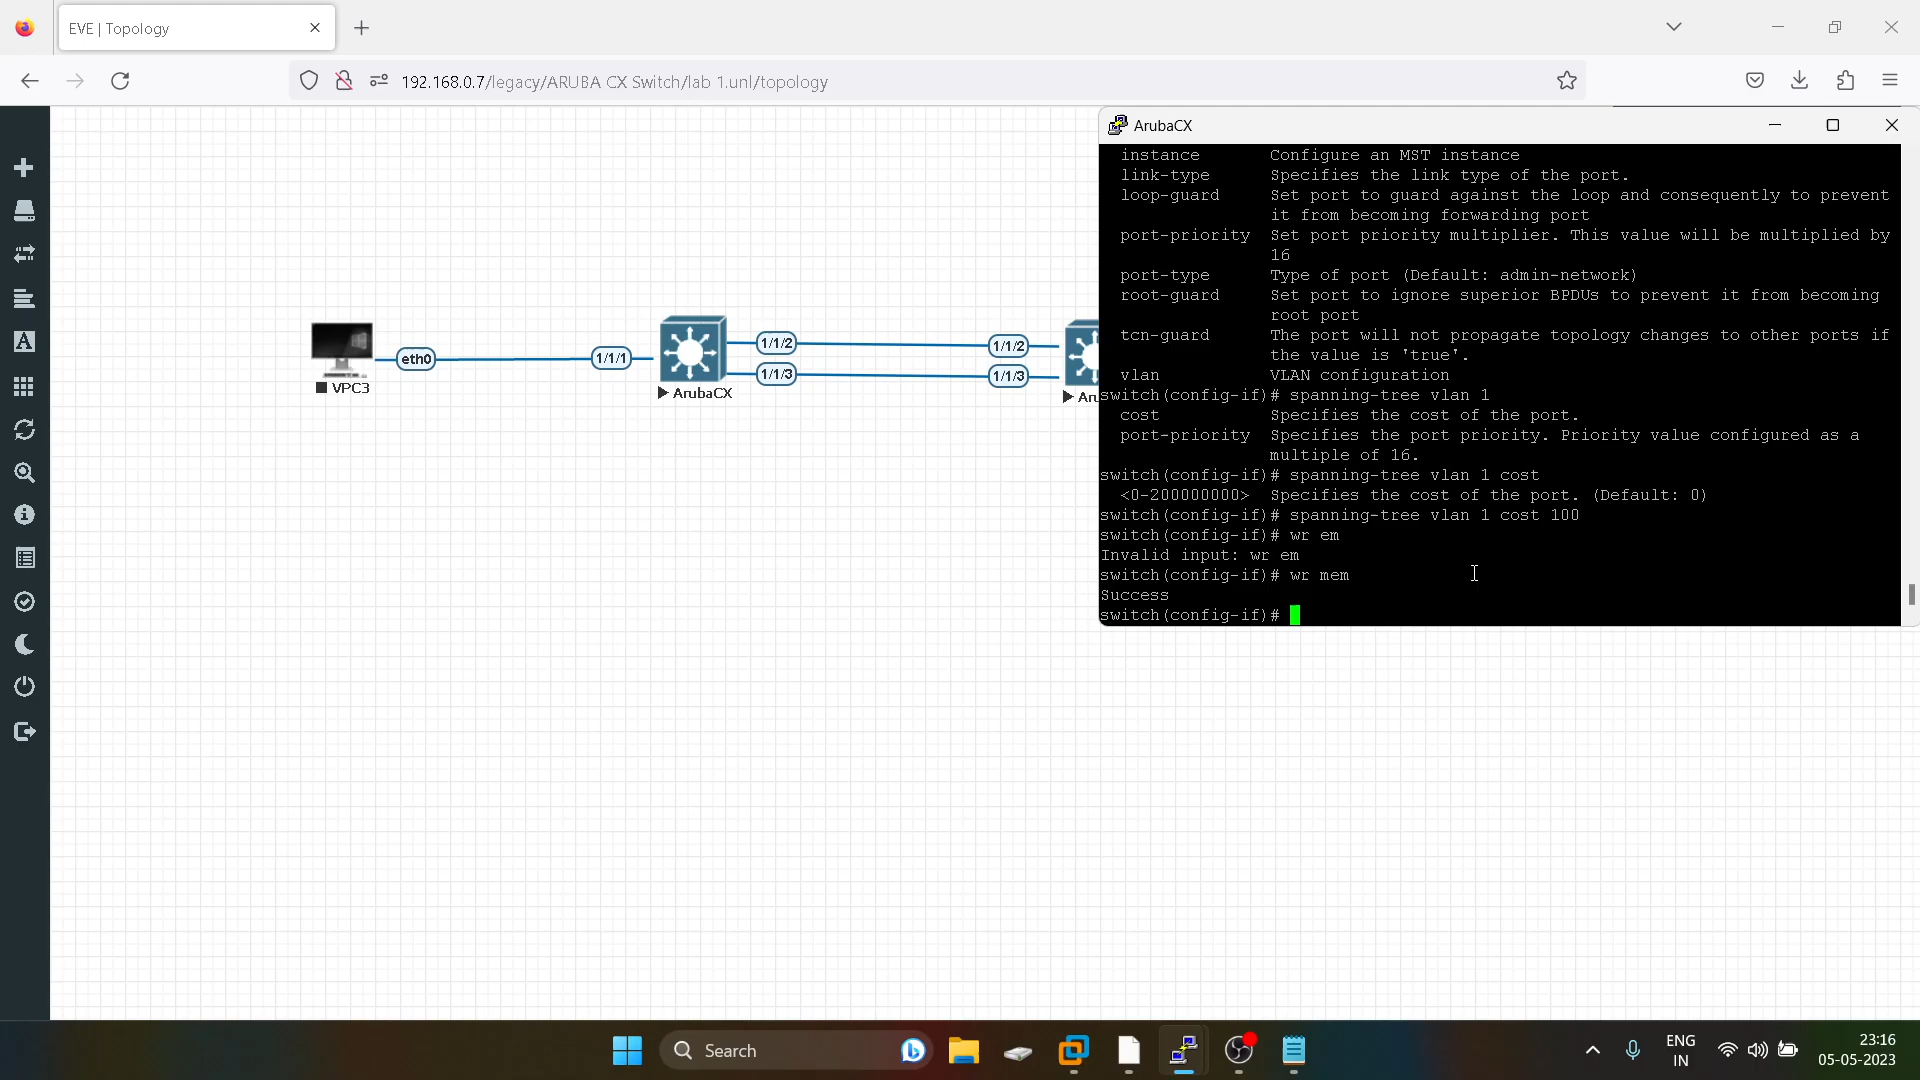 EVE | Topology
192.168.0.7/legacy/ARUBA CX Switch/lab 1.unl/topology
ArubaCX
instance Configure an MST instance
link-type Specifies the link type of the port.
loop-guard Set port to guard against the loop and consequently to prevent
it from becoming forwarding port
port-priority Set port priority multiplier. This value will be multiplied by
16
port-type Type of port (Default: admin-network)
root-guard Set port to ignore superior BPDUs to prevent it from becoming
root port
tcn-guard The port will not propagate topology changes to other ports if
the value is 'true'.
vlan VLAN configuration
switch(config-if)# spanning-tree vlan 1
cost Specifies the cost of the port.
port-priority Specifies the port priority. Priority value configured as a
multiple of 16.
switch(config-if)# spanning-tree vlan 1 cost
<0-200000000> Specifies the cost of the port. (Default: 0)
switch(config-if)# spanning-tree vlan 1 cost 100
switch(config-if)# wr em
Invalid input: wr em
switch(config-if)# wr mem
Success
switch(config-if)#
eth0
1/1/1
1/1/2
1/1/3
1/1/2
1/1/3
VPC3
ArubaCX
Aru
Search
ENG
IN
23:16
05-05-2023